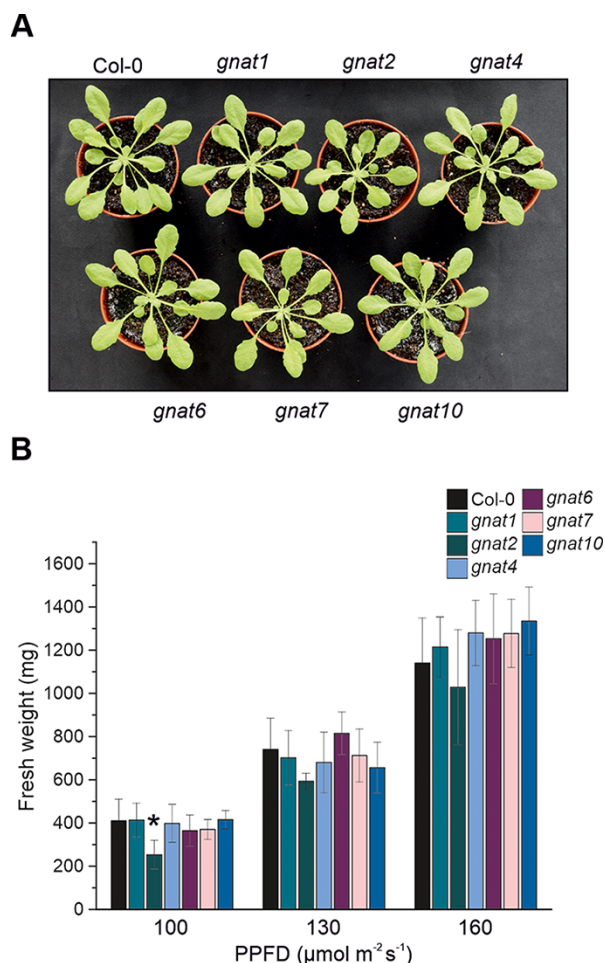 A
Col-0 gnat1 gnat2 gnat4
gnat6 gnat7 gnat10
B
Col-0 gnat6
gnat1 gnat7
gnat2 gnat10
gnat4
Fresh weight (mg)
1600
1400
1200
1000
800
600
400
200
0
*
100 130 160
PPFD (µmol m⁻² s⁻¹)